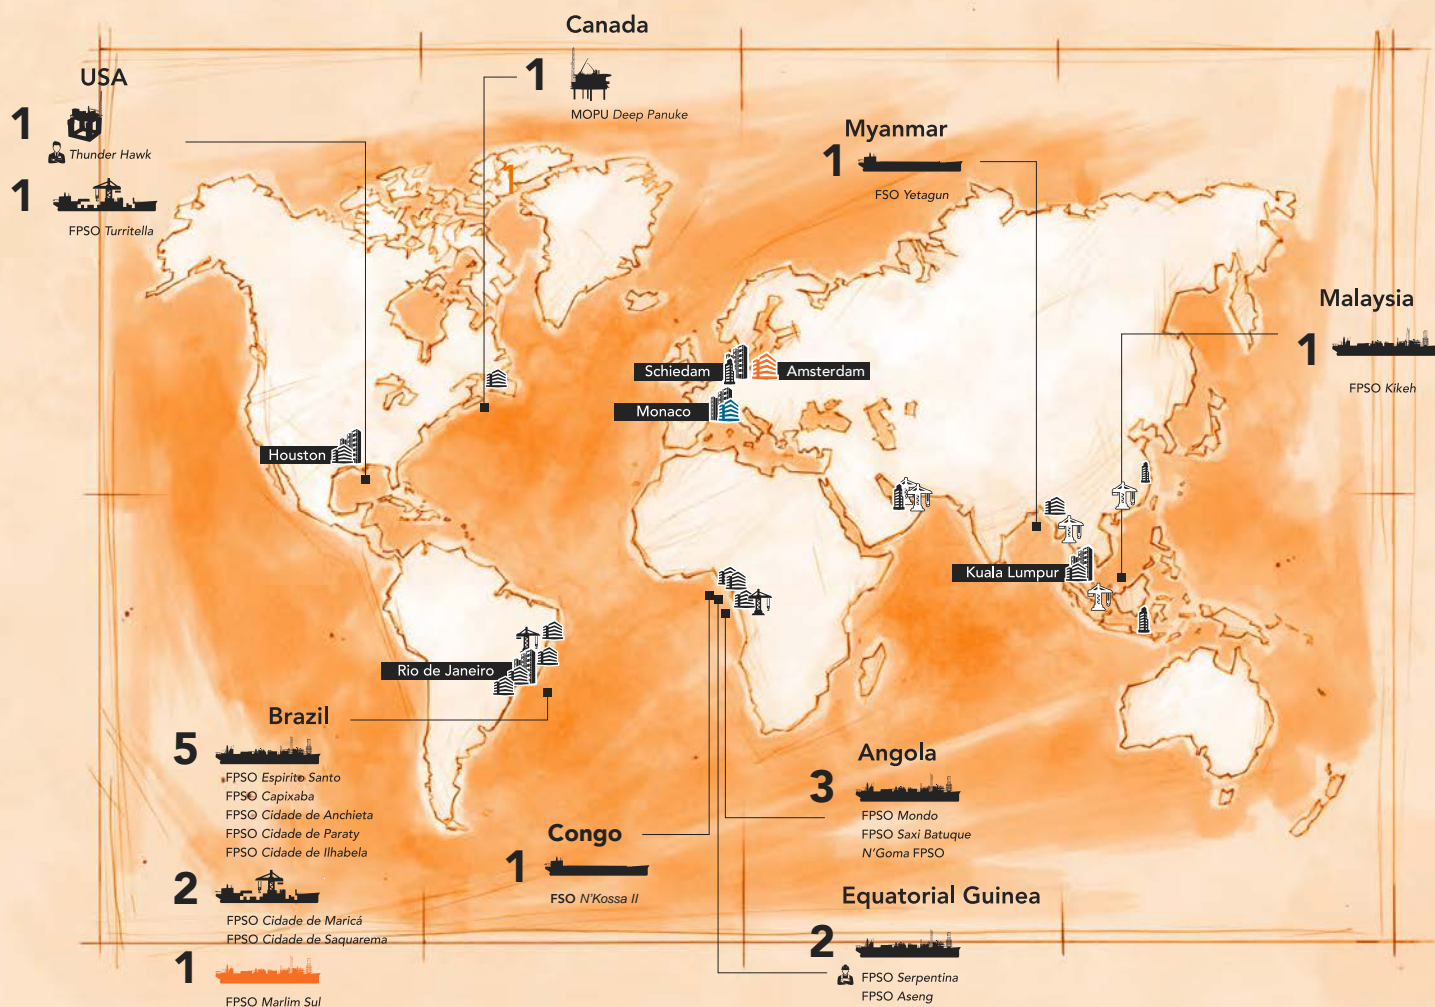 Canada
1
MOPU Deep Panuke
USA
1
Thunder Hawk
1
FPSO Turritella
1
Myanmar
1
FSO Yetagun
Malaysia
1
FPSO Kikeh
Schiedam
Amsterdam
Monaco
Houston
Kuala Lumpur
Rio de Janeiro
Brazil
5
FPSO Espirito Santo
FPSO Capixaba
FPSO Cidade de Anchieta
FPSO Cidade de Paraty
FPSO Cidade de Ilhabela
2
FPSO Cidade de Maricá
FPSO Cidade de Saquarema
1
FPSO Marlim Sul
Congo
1
FSO N'Kossa II
Angola
3
FPSO Mondo
FPSO Saxi Batuque
N'Goma FPSO
Equatorial Guinea
2
FPSO Serpentina
FPSO Aseng